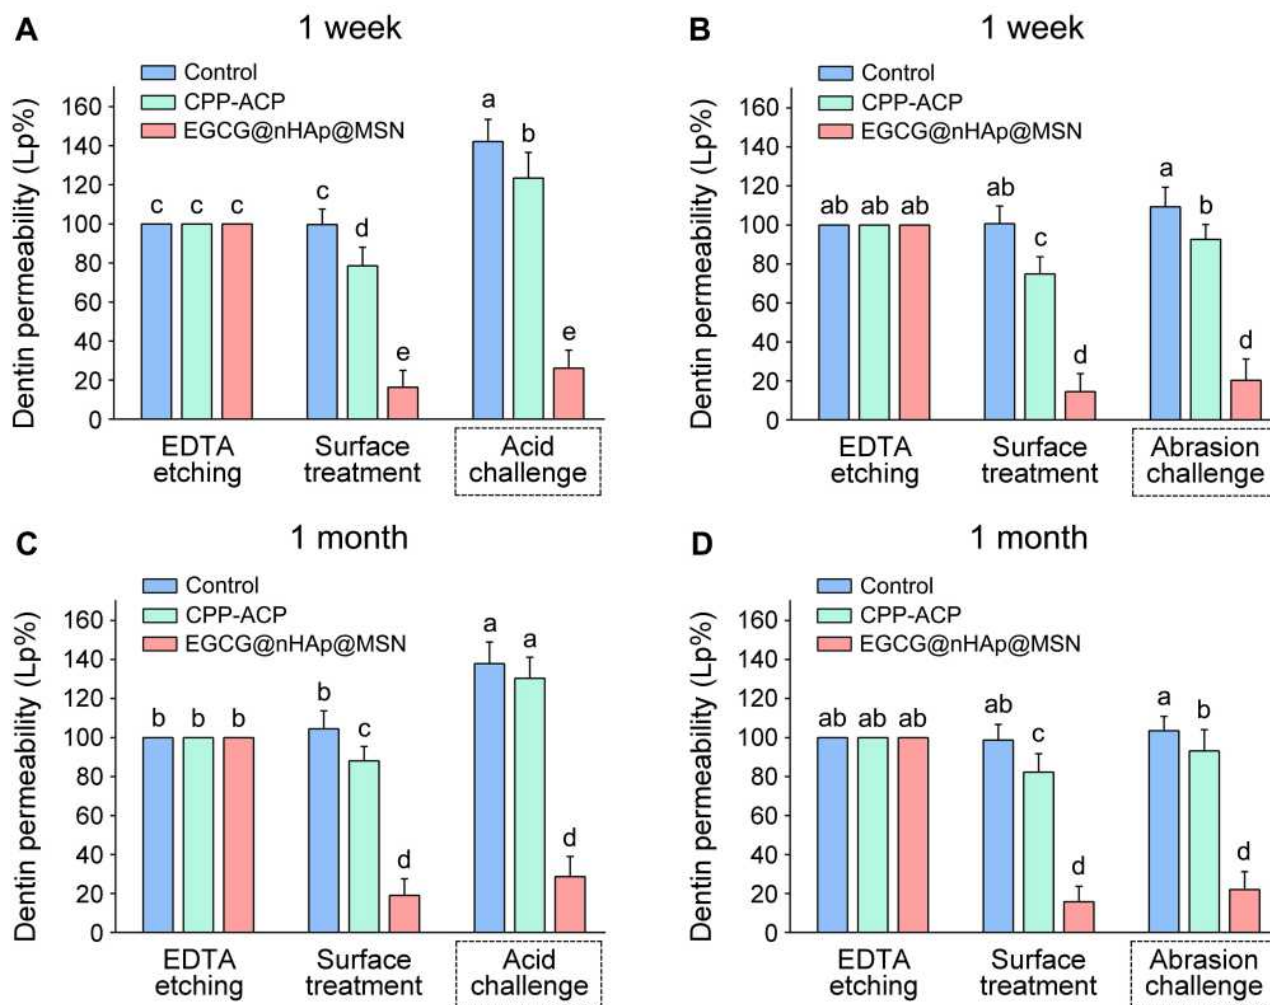 A
1 week
Control
CPP-ACP
EGCG@nHAp@MSN
Dentin permeability (Lp%)
160
140
120
100
80
60
40
20
0
c c c
c
d
e
a
b
e
EDTA
etching
Surface
treatment
Acid
challenge
B
1 week
Control
CPP-ACP
EGCG@nHAp@MSN
Dentin permeability (Lp%)
160
140
120
100
80
60
40
20
0
ab ab ab
ab
c
d
a
b
d
EDTA
etching
Surface
treatment
Abrasion
challenge
C
1 month
Control
CPP-ACP
EGCG@nHAp@MSN
Dentin permeability (Lp%)
160
140
120
100
80
60
40
20
0
b b b
b
c
d
a
a
d
EDTA
etching
Surface
treatment
Acid
challenge
D
1 month
Control
CPP-ACP
EGCG@nHAp@MSN
Dentin permeability (Lp%)
160
140
120
100
80
60
40
20
0
ab ab ab
ab
c
d
a
b
d
EDTA
etching
Surface
treatment
Abrasion
challenge